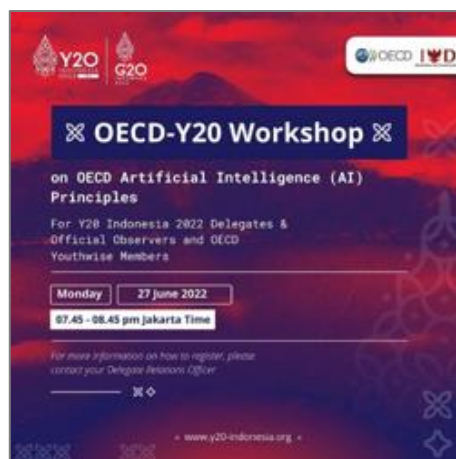 Y20
G20
OECD
OECD-Y20 Workshop
on OECD Artificial Intelligence (AI)
Principles
For Y20 Indonesia 2022 Delegates &
Official Observers and OECD
Youthwise Members
Monday
27 June 2022
07.45 - 08.45 pm Jakarta Time
For more information on how to register, please
contact your Delegate Relations Officer
www.y20-indonesia.org